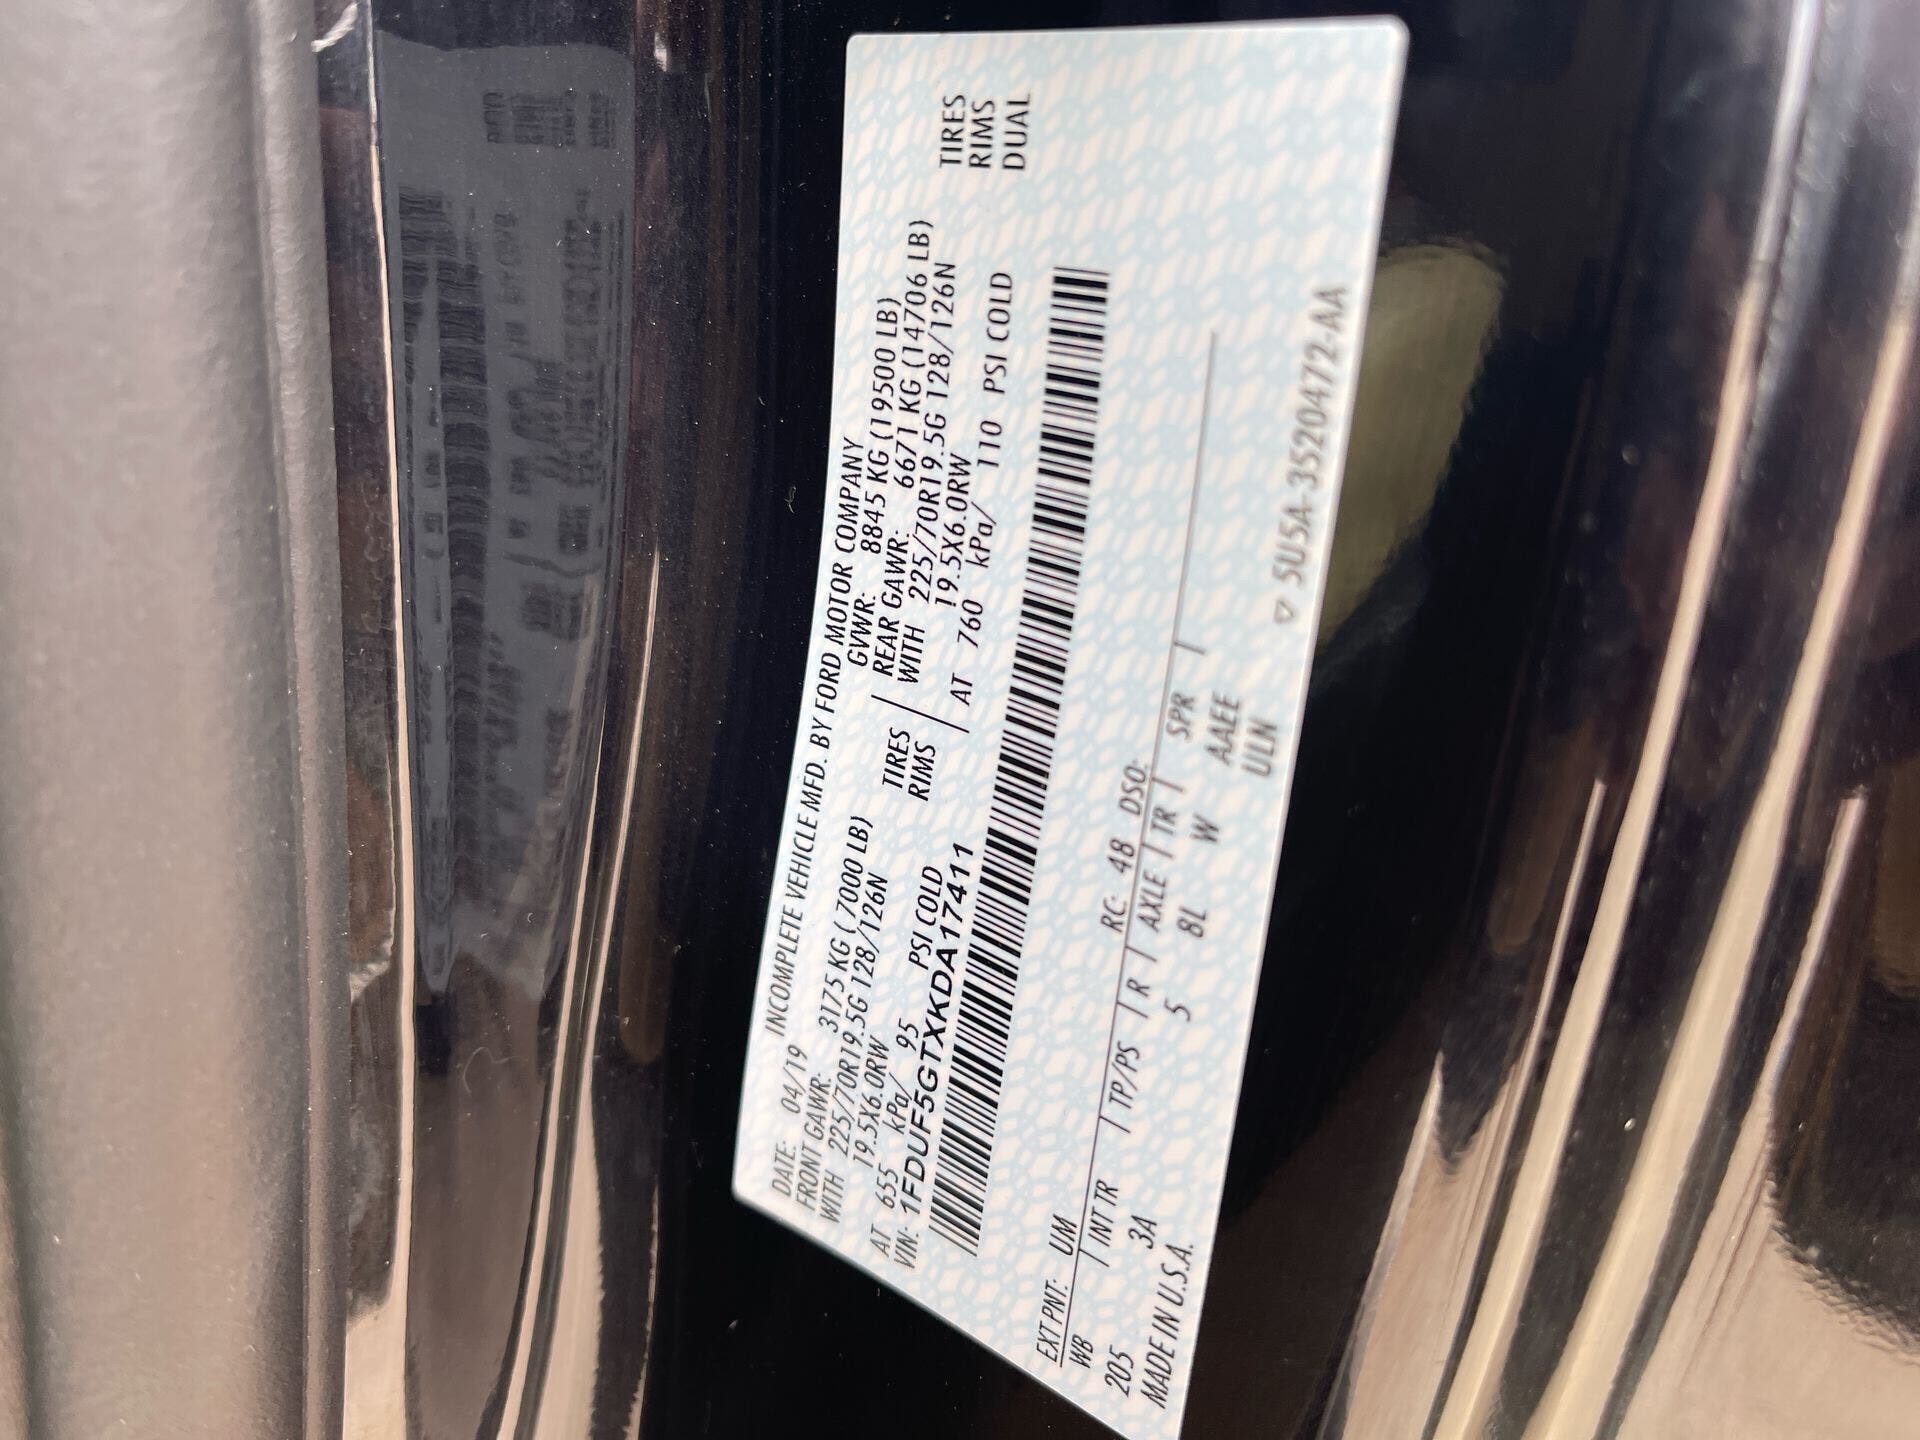 DATE: 04/19 INCOMPLETE VEHICLE MFD. BY FORD MOTOR COMPANY
FRONT GAWR: 3175 KG (7000 LB) GVWR: 8845 KG (19500 LB)
WITH 225/70R19.5G 128/126N TIRES REAR GAWR: 6671 KG (14706 LB)
19.5X6.0RW RIMS WITH 225/70R19.5G 128/126N TIRES
AT 655 kPa/ 95 PSI COLD 19.5X6.0RW RIMS
AT 760 kPa/ 110 PSI COLD DUAL
VIN: 1FDUF5GTXKDA17411
EXT PNT: UM RC: 48 DSO:
WB INT TR TP/PS R AXLE TR SPR
205 3A 5 8L W AAEE
MADE IN U.S.A. ULN
▽ 5U5A-3520472-AA